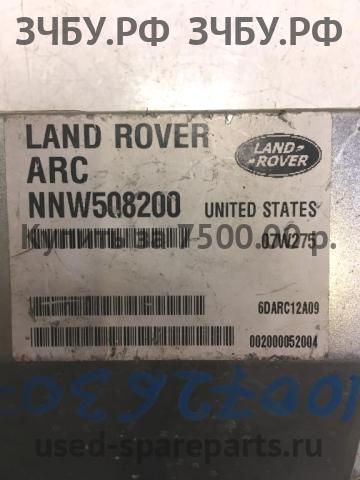 ЗЧБУ.РФ ЗЧБУ.РФ
LAND ROVER
ARC
LAND-
-ROVER
NNW508200 UNITED STATES
Купить за 7500.00 р.
07W275
6DARC12A09
002000052004
used-spareparts.ru